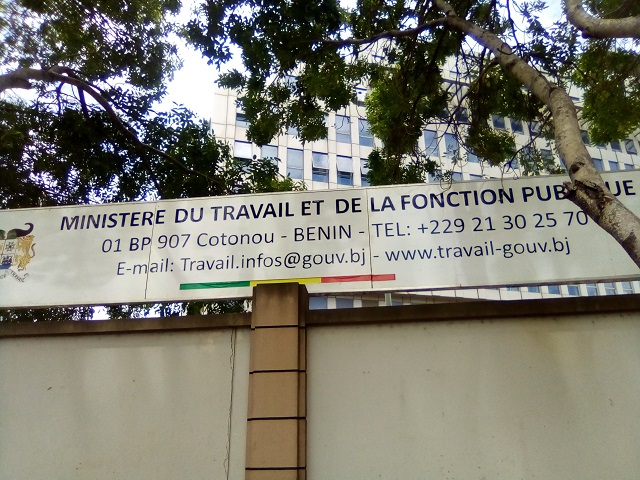 MINISTERE DU TRAVAIL ET DE LA FONCTION PUBLIQUE
01 BP 907 Cotonou - BENIN - TEL: +229 21 30 25 70
E-mail: Travail.infos@gouv.bj - www.travail-gouv.bj